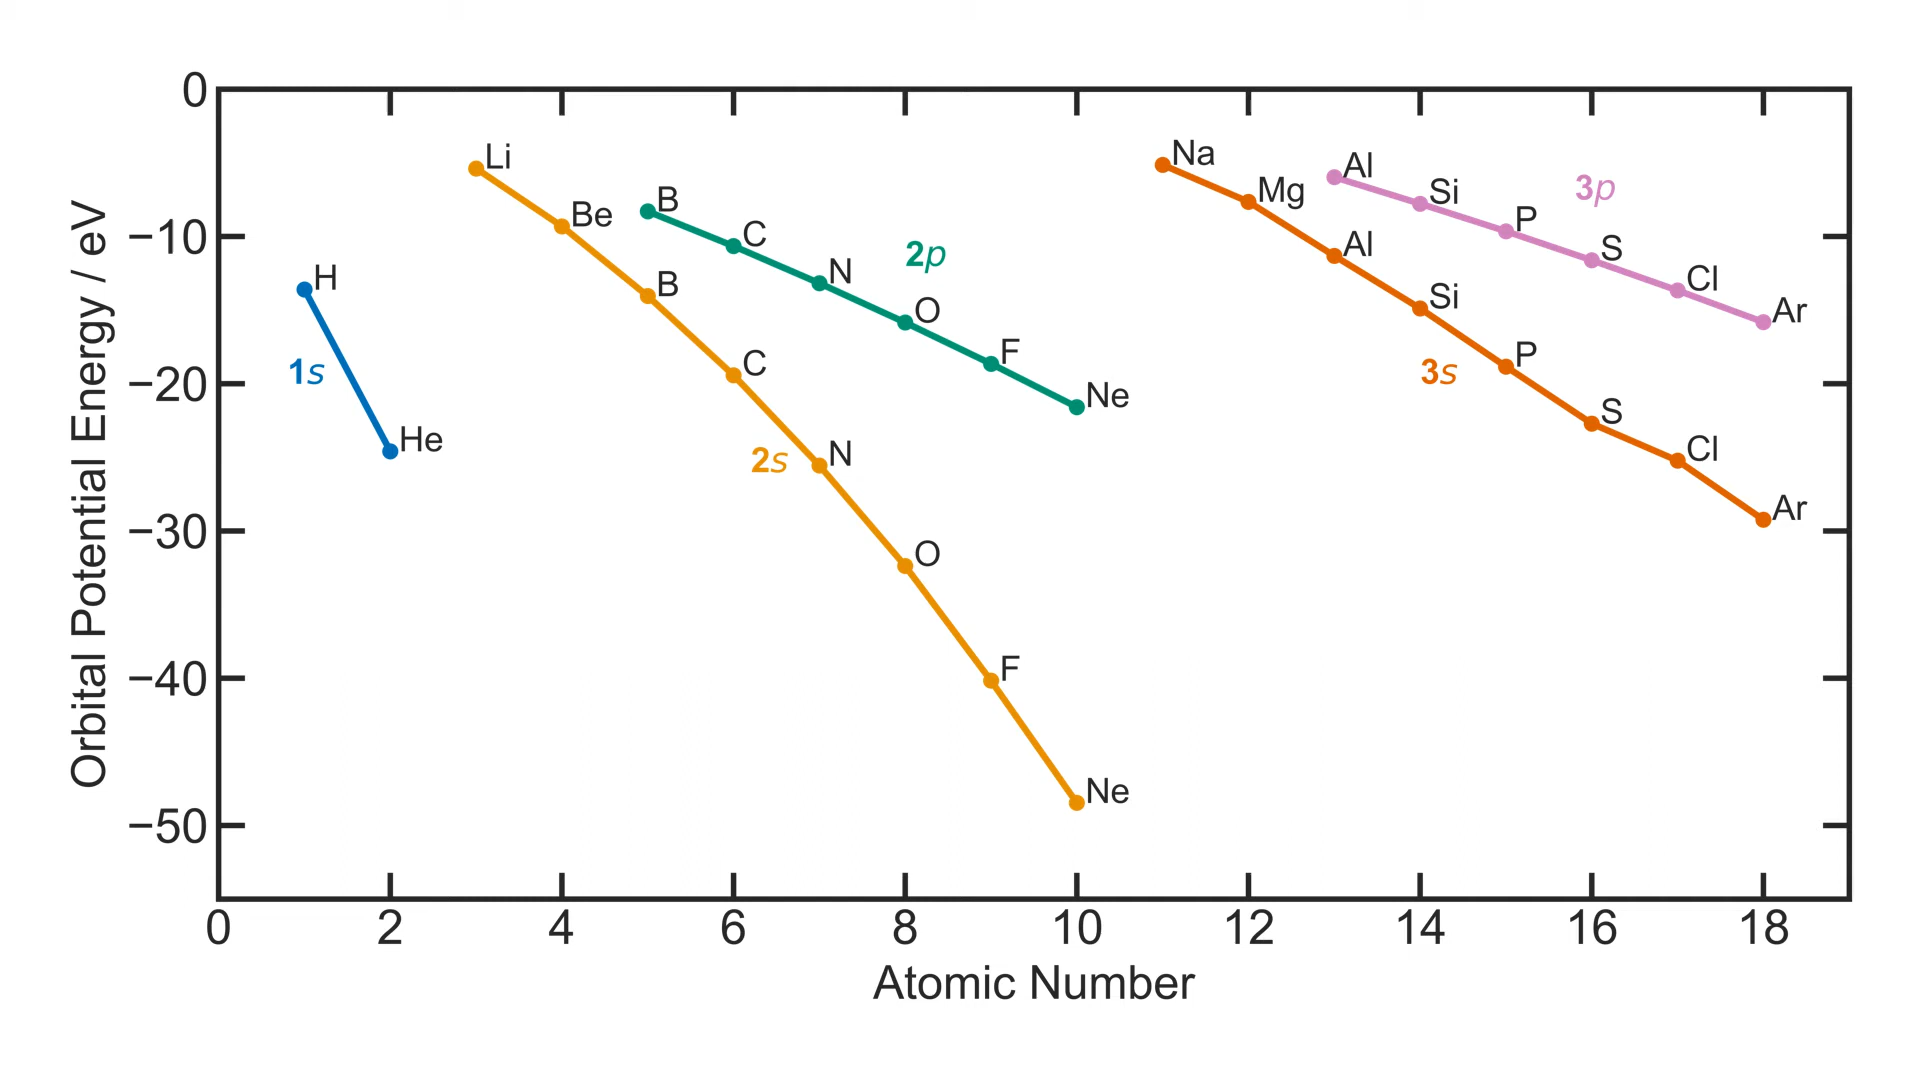 Orbital Potential Energy / eV
0
−10
−20
−30
−40
−50
H
He
1s
Li
Be
B
C
N
O
F
Ne
2s
B
C
N
O
F
Ne
2p
Na
Mg
Al
Si
P
S
Cl
Ar
3s
Al
Si
P
S
Cl
Ar
3p
0 2 4 6 8 10 12 14 16 18
Atomic Number